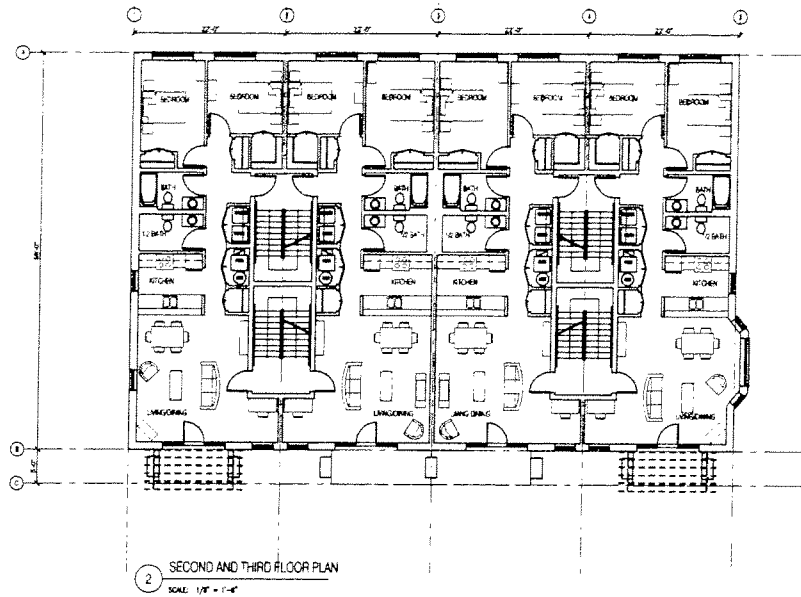 1
2
3
4
5
22'-0" 22'-0" 22'-0" 22'-0"
A
BEDROOM BEDROOM BEDROOM BEDROOM BEDROOM BEDROOM BEDROOM BEDROOM
BATH BATH BATH BATH
1/2 BATH 1/2 BATH 1/2 BATH 1/2 BATH
KITCHEN KITCHEN KITCHEN KITCHEN
LIVING/DINING LIVING/DINING LIVING/DINING LIVING/DINING
B
5'-0"
C
2
SECOND AND THIRD FLOOR PLAN
SCALE: 1/8" = 1'-0"